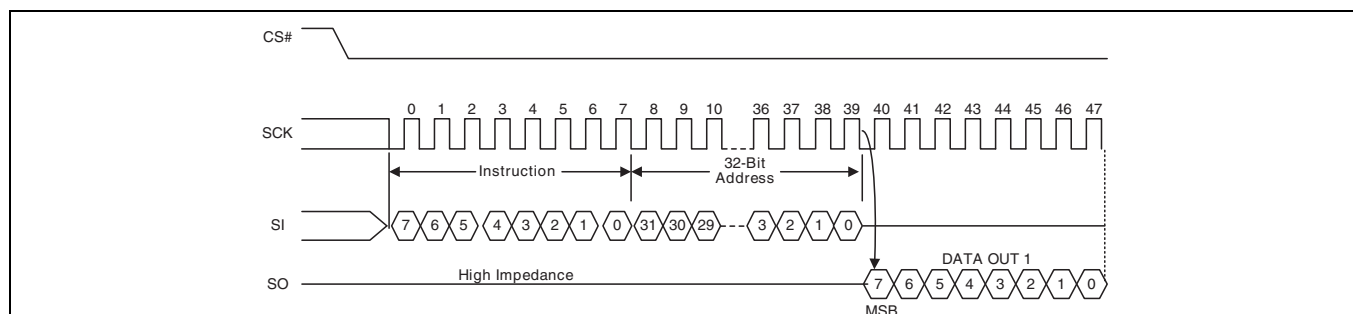 CS#
0 1 2 3 4 5 6 7 8 9 10 36 37 38 39 40 41 42 43 44 45 46 47
SCK
Instruction
32-Bit
Address
SI
7 6 5 4 3 2 1 0 31 30 29 3 2 1 0
DATA OUT 1
High Impedance
SO
7 6 5 4 3 2 1 0
MSB